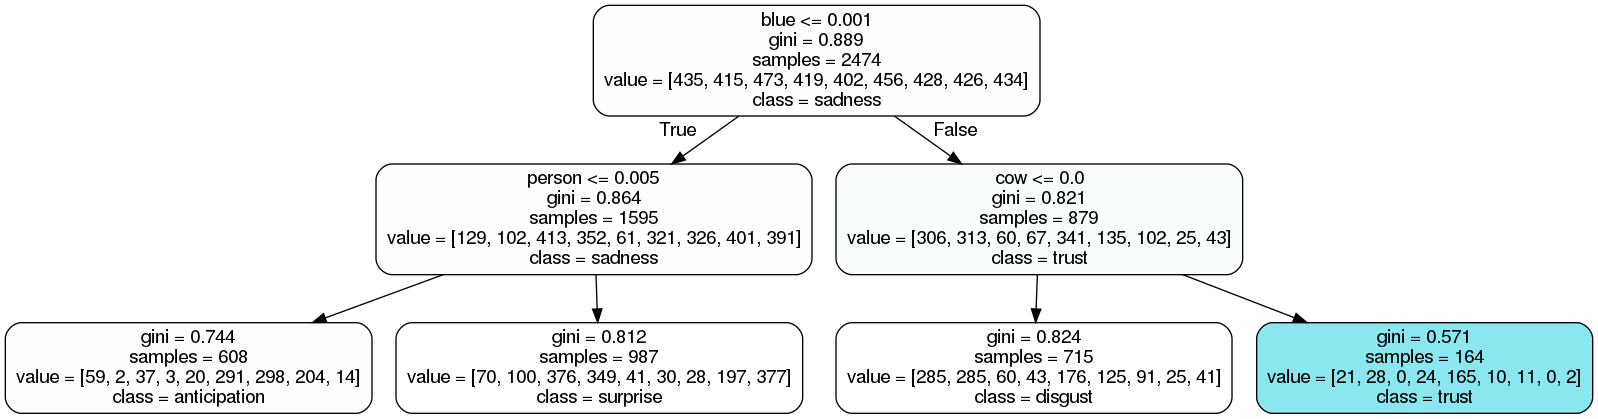 blue <= 0.001
gini = 0.889
samples = 2474
value = [435, 415, 473, 419, 402, 456, 428, 426, 434]
class = sadness
True
False
person <= 0.005
gini = 0.864
samples = 1595
value = [129, 102, 413, 352, 61, 321, 326, 401, 391]
class = sadness
cow <= 0.0
gini = 0.821
samples = 879
value = [306, 313, 60, 67, 341, 135, 102, 25, 43]
class = trust
gini = 0.744
samples = 608
value = [59, 2, 37, 3, 20, 291, 298, 204, 14]
class = anticipation
gini = 0.812
samples = 987
value = [70, 100, 376, 349, 41, 30, 28, 197, 377]
class = surprise
gini = 0.824
samples = 715
value = [285, 285, 60, 43, 176, 125, 91, 25, 41]
class = disgust
gini = 0.571
samples = 164
value = [21, 28, 0, 24, 165, 10, 11, 0, 2]
class = trust